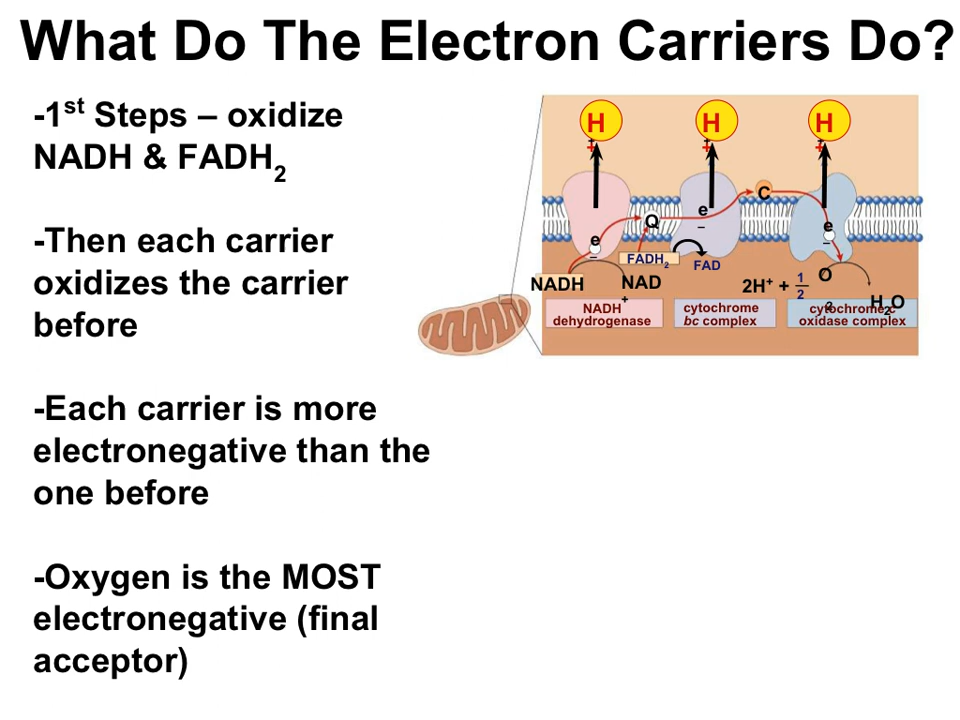 What Do The Electron Carriers Do?
-1st Steps – oxidize
NADH & FADH2
-Then each carrier
oxidizes the carrier
before
-Each carrier is more
electronegative than the
one before
-Oxygen is the MOST
electronegative (final
acceptor)
H+ H+ H+
C
Q e– e–
e–
FADH2 FAD
NADH NAD+ 2H+ + 1/2 O2
H2O
NADH dehydrogenase
cytochrome bc complex
cytochrome c oxidase complex